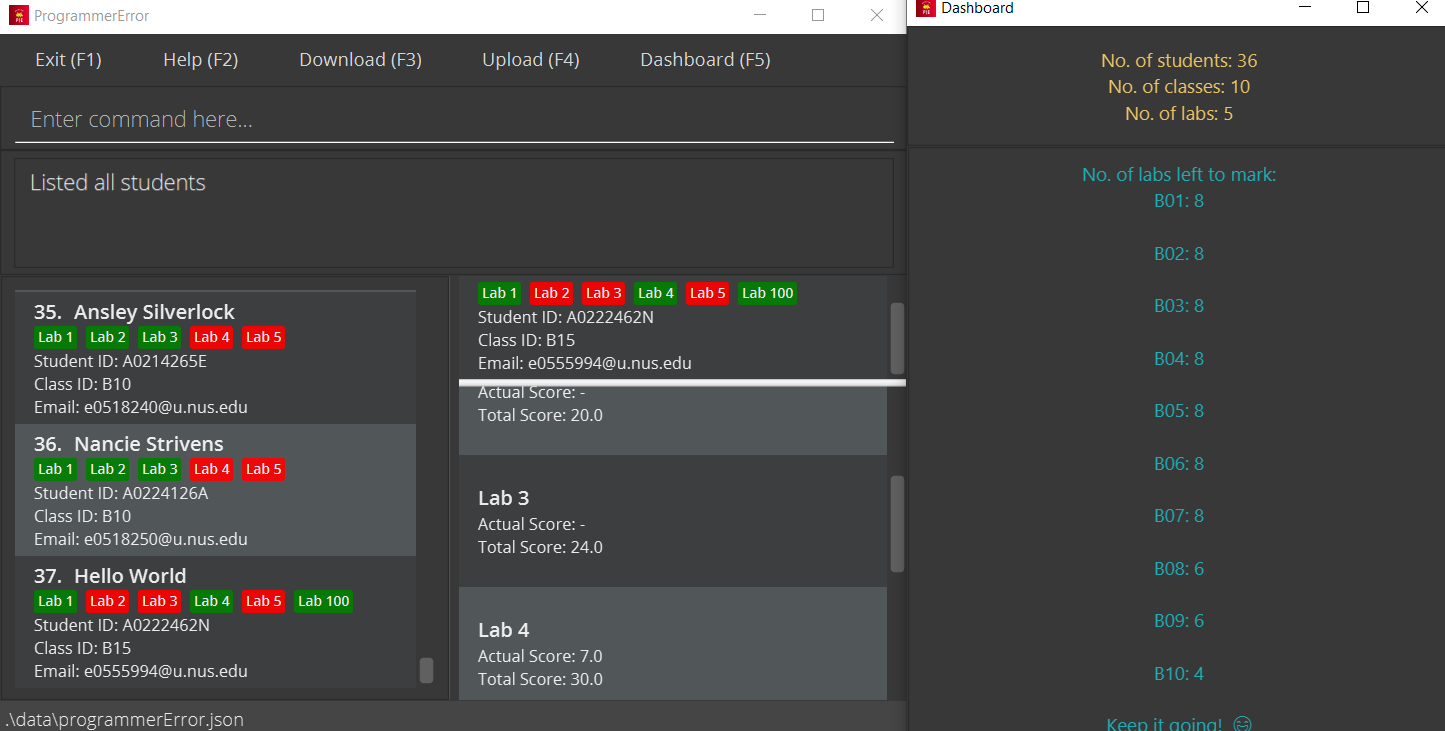 ProgrammerError
Exit (F1) Help (F2) Download (F3) Upload (F4) Dashboard (F5)
Enter command here...
Listed all students
35. Ansley Silverlock
Lab 1 Lab 2 Lab 3 Lab 4 Lab 5
Student ID: A0214265E
Class ID: B10
Email: e0518240@u.nus.edu
36. Nancie Strivens
Lab 1 Lab 2 Lab 3 Lab 4 Lab 5
Student ID: A0224126A
Class ID: B10
Email: e0518250@u.nus.edu
37. Hello World
Lab 1 Lab 2 Lab 3 Lab 4 Lab 5 Lab 100
Student ID: A0222462N
Class ID: B15
Email: e0555994@u.nus.edu
Lab 1 Lab 2 Lab 3 Lab 4 Lab 5 Lab 100
Student ID: A0222462N
Class ID: B15
Email: e0555994@u.nus.edu
Actual Score: -
Total Score: 20.0
Lab 3
Actual Score: -
Total Score: 24.0
Lab 4
Actual Score: 7.0
Total Score: 30.0
.\data\programmerError.json
Dashboard
No. of students: 36
No. of classes: 10
No. of labs: 5
No. of labs left to mark:
B01: 8
B02: 8
B03: 8
B04: 8
B05: 8
B06: 8
B07: 8
B08: 6
B09: 6
B10: 4
Keep it going! 😄